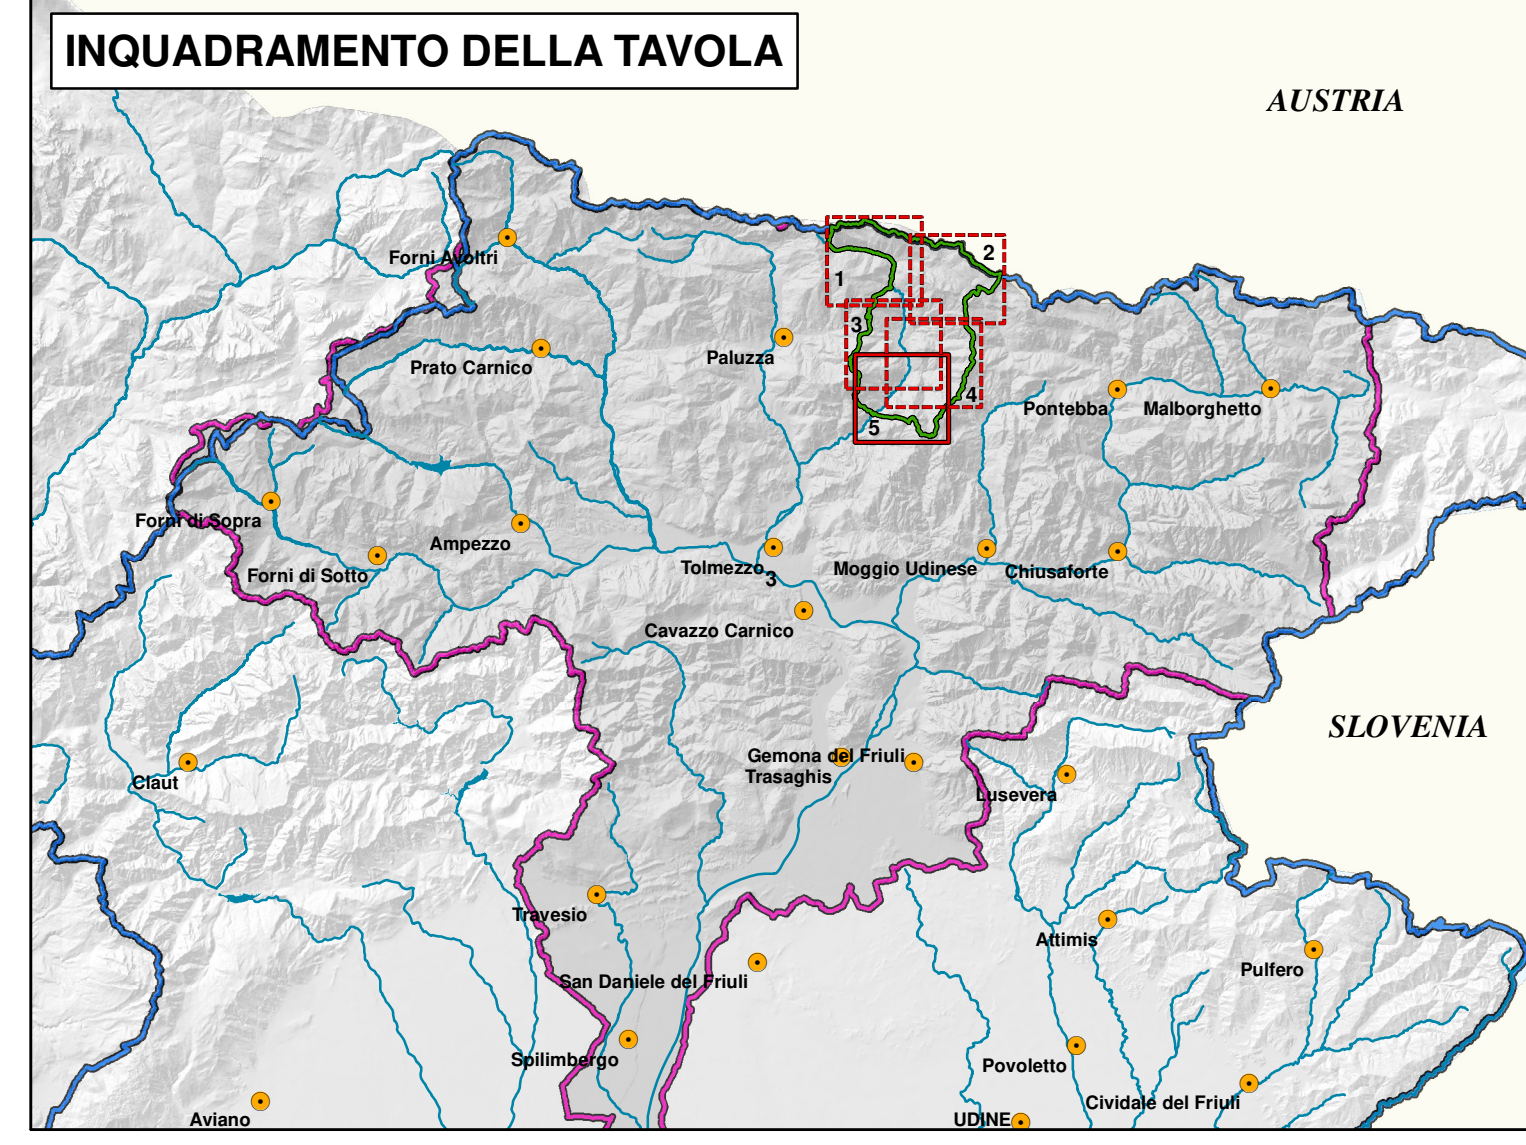 INQUADRAMENTO DELLA TAVOLA
AUSTRIA
Forni Avoltri
2
1
3
Paluzza
Prato Carnico
4
Pontebba
Malborghetto
5
Forni di Sopra
Ampezzo
Tolmezzo
3
Moggio Udinese
Chiusaforte
Forni di Sotto
Cavazzo Carnico
SLOVENIA
Gemona del Friuli
Trasaghis
Claut
Lusevera
Travesio
Attimis
Pulfero
San Daniele del Friuli
Spilimbergo
Povoletto
Cividale del Friuli
Aviano
UDINE